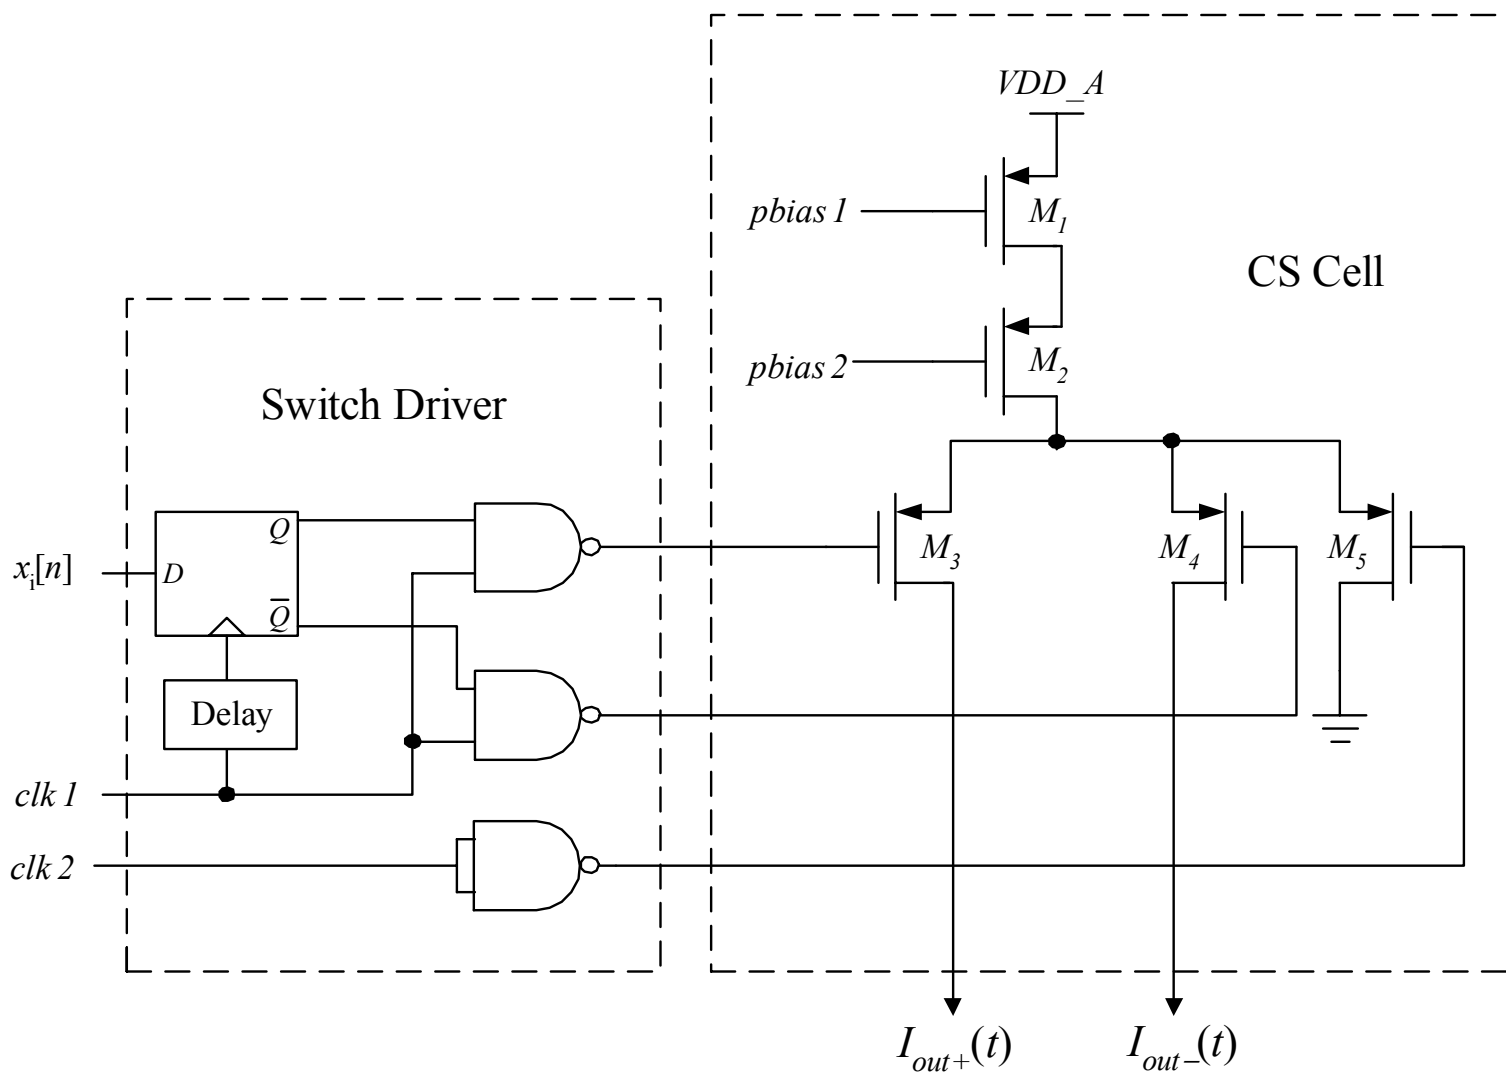 VDD_A
pbias 1
M1
CS Cell
pbias 2
M2
Switch Driver
Q
M3
M4
M5
xi[n]
D
Q̅
Delay
clk 1
clk 2
Iout+(t)
Iout−(t)